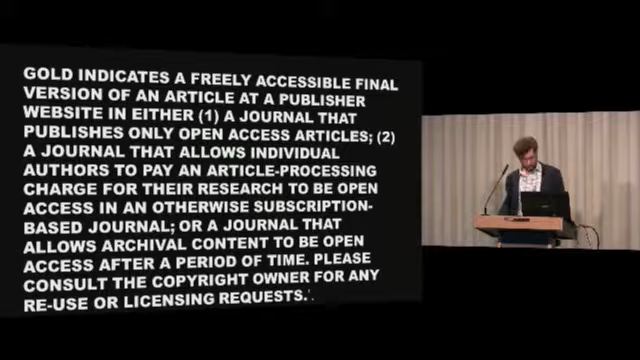 GOLD INDICATES A FREELY ACCESSIBLE FINAL
VERSION OF AN ARTICLE AT A PUBLISHER
WEBSITE IN EITHER (1) A JOURNAL THAT
PUBLISHES ONLY OPEN ACCESS ARTICLES; (2)
A JOURNAL THAT ALLOWS INDIVIDUAL
AUTHORS TO PAY AN ARTICLE-PROCESSING
CHARGE FOR THEIR RESEARCH TO BE OPEN
ACCESS IN AN OTHERWISE SUBSCRIPTION-
BASED JOURNAL; OR A JOURNAL THAT
ALLOWS ARCHIVAL CONTENT TO BE OPEN
ACCESS AFTER A PERIOD OF TIME. PLEASE
CONSULT THE COPYRIGHT OWNER FOR ANY
RE-USE OR LICENSING REQUESTS.